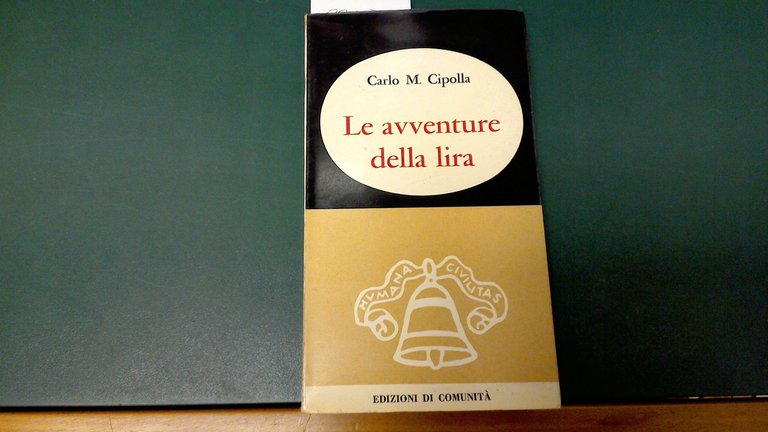 Carlo M. Cipolla
Le avventure
della lira
HUMANA CIVILITAS
EDIZIONI DI COMUNITÀ